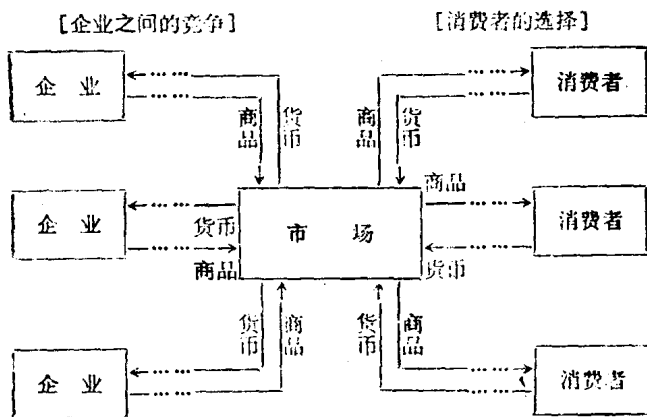 [企业之间的竞争] [消费者的选择]
企业 消费者
商品 货币 商品 货币
商品
企业 市场 消费者
货币
商品 货币
货币 商品 货币 商品
企业 消费者